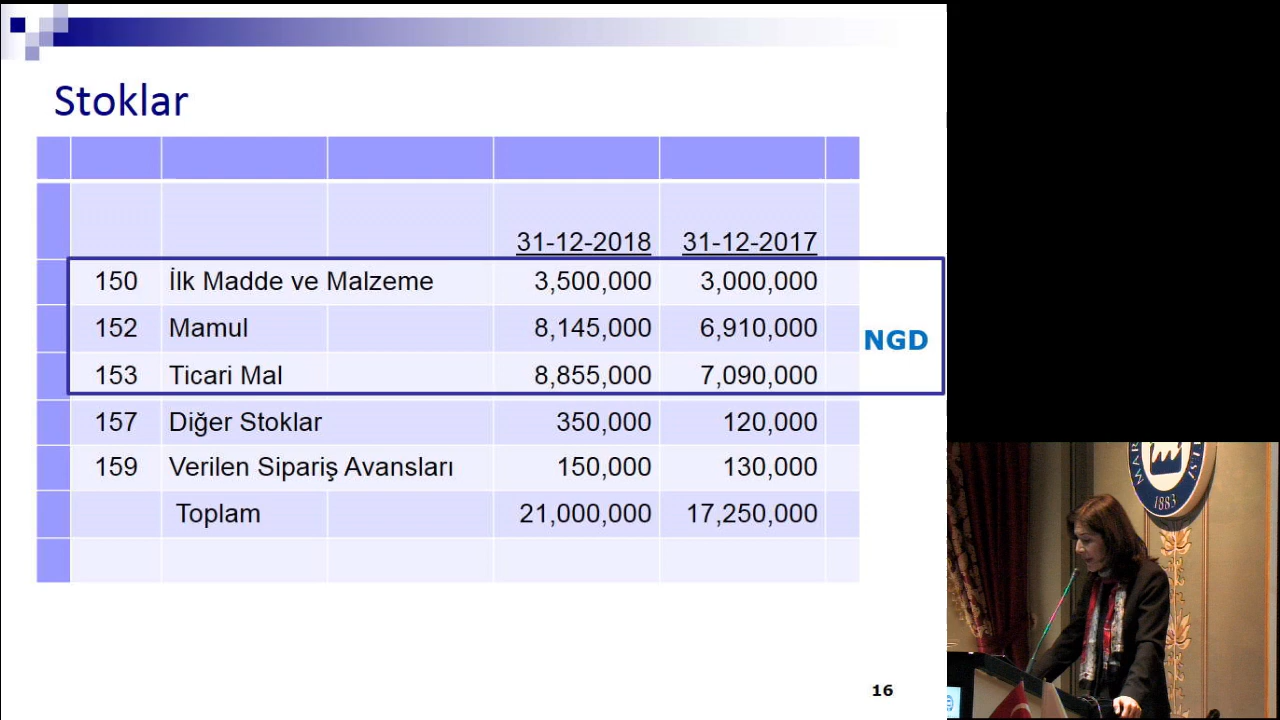 Stoklar
31-12-2018 31-12-2017
150 İlk Madde ve Malzeme 3,500,000 3,000,000
152 Mamul 8,145,000 6,910,000
NGD
153 Ticari Mal 8,855,000 7,090,000
157 Diğer Stoklar 350,000 120,000
159 Verilen Sipariş Avansları 150,000 130,000
Toplam 21,000,000 17,250,000
16
1883